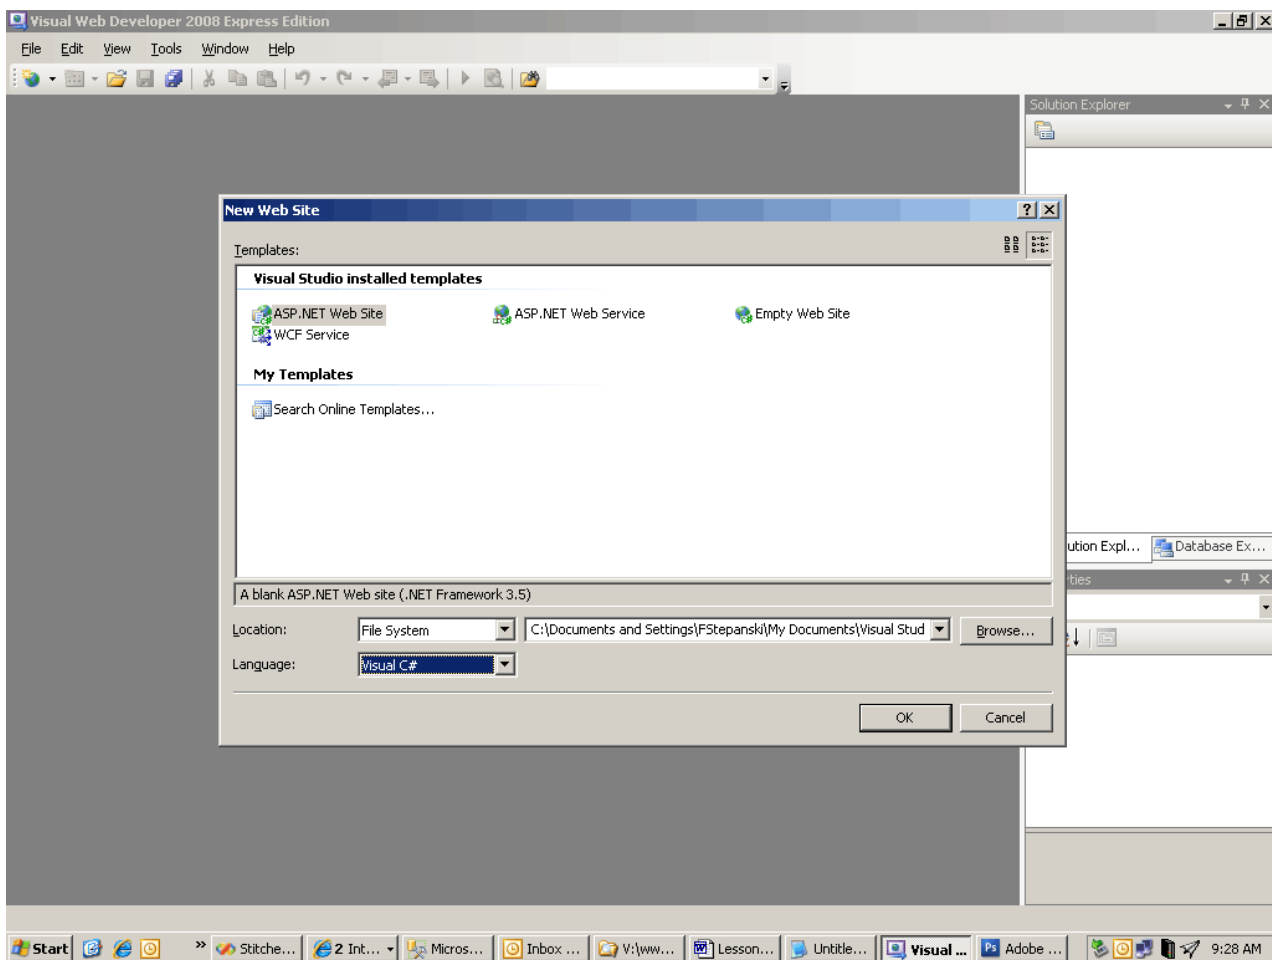 Visual Web Developer 2008 Express Edition
File Edit View Tools Window Help
Solution Explorer
New Web Site
Templates:
Visual Studio installed templates
ASP.NET Web Site ASP.NET Web Service Empty Web Site
WCF Service
My Templates
Search Online Templates...
ution Expl... Database Ex...
A blank ASP.NET Web site (.NET Framework 3.5)
rties
Location: File System C:\Documents and Settings\FStepanski\My Documents\Visual Stud Browse...
Language: Visual C#
OK Cancel
Start » Stitche... 2 Int... Micros... Inbox ... V:\ww... Lesson... Untitle... Visual ... Ps Adobe ... 9:28 AM